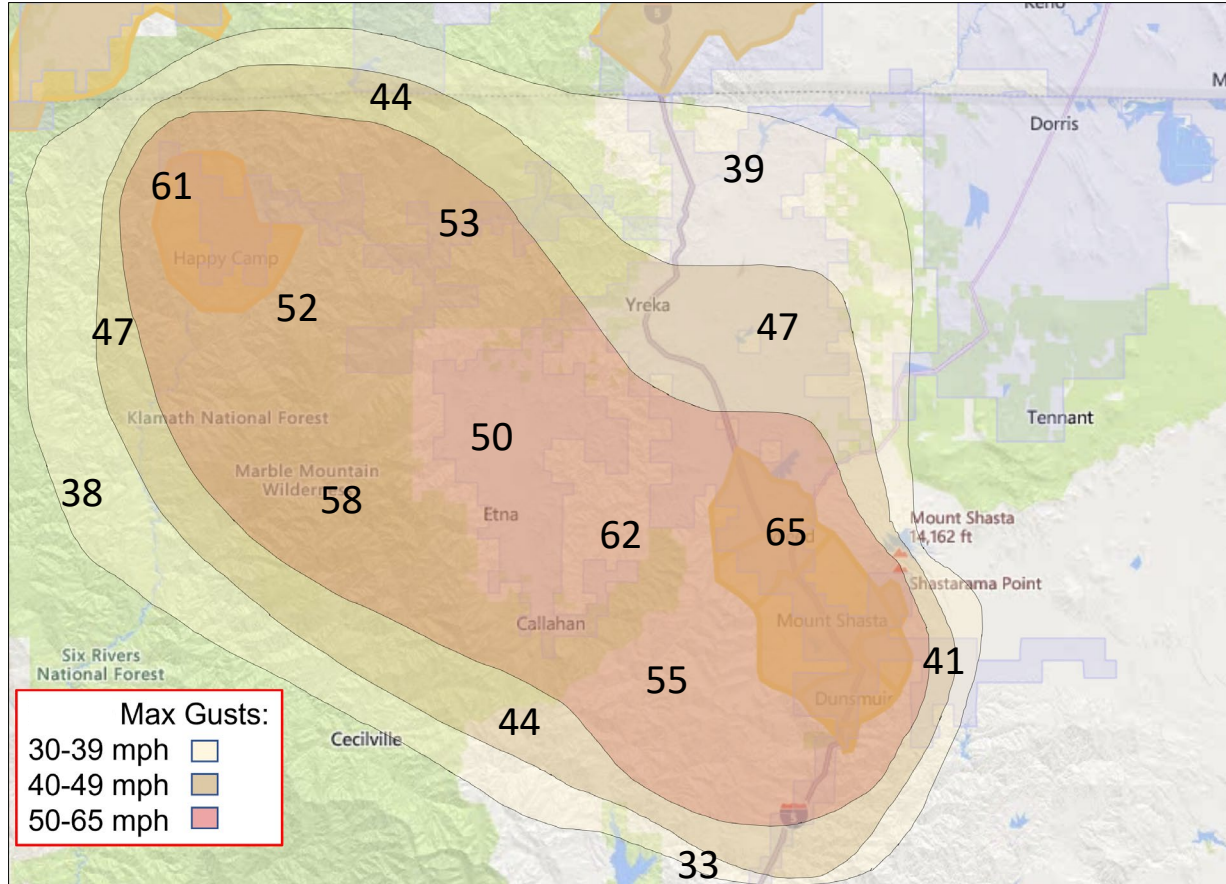 Keno
44
Dorris
39
61
53
Happy Camp
52
Yreka
47
47
Klamath National Forest
50
Tennant
38
Marble Mountain
58
Etna
62
65
Mount Shasta
14,162 ft
Shastarama Point
Callahan
Mount Shasta
Six Rivers
National Forest
55
41
Dunsmuir
44
Cecilville
Max Gusts:
30-39 mph
40-49 mph
50-65 mph
33